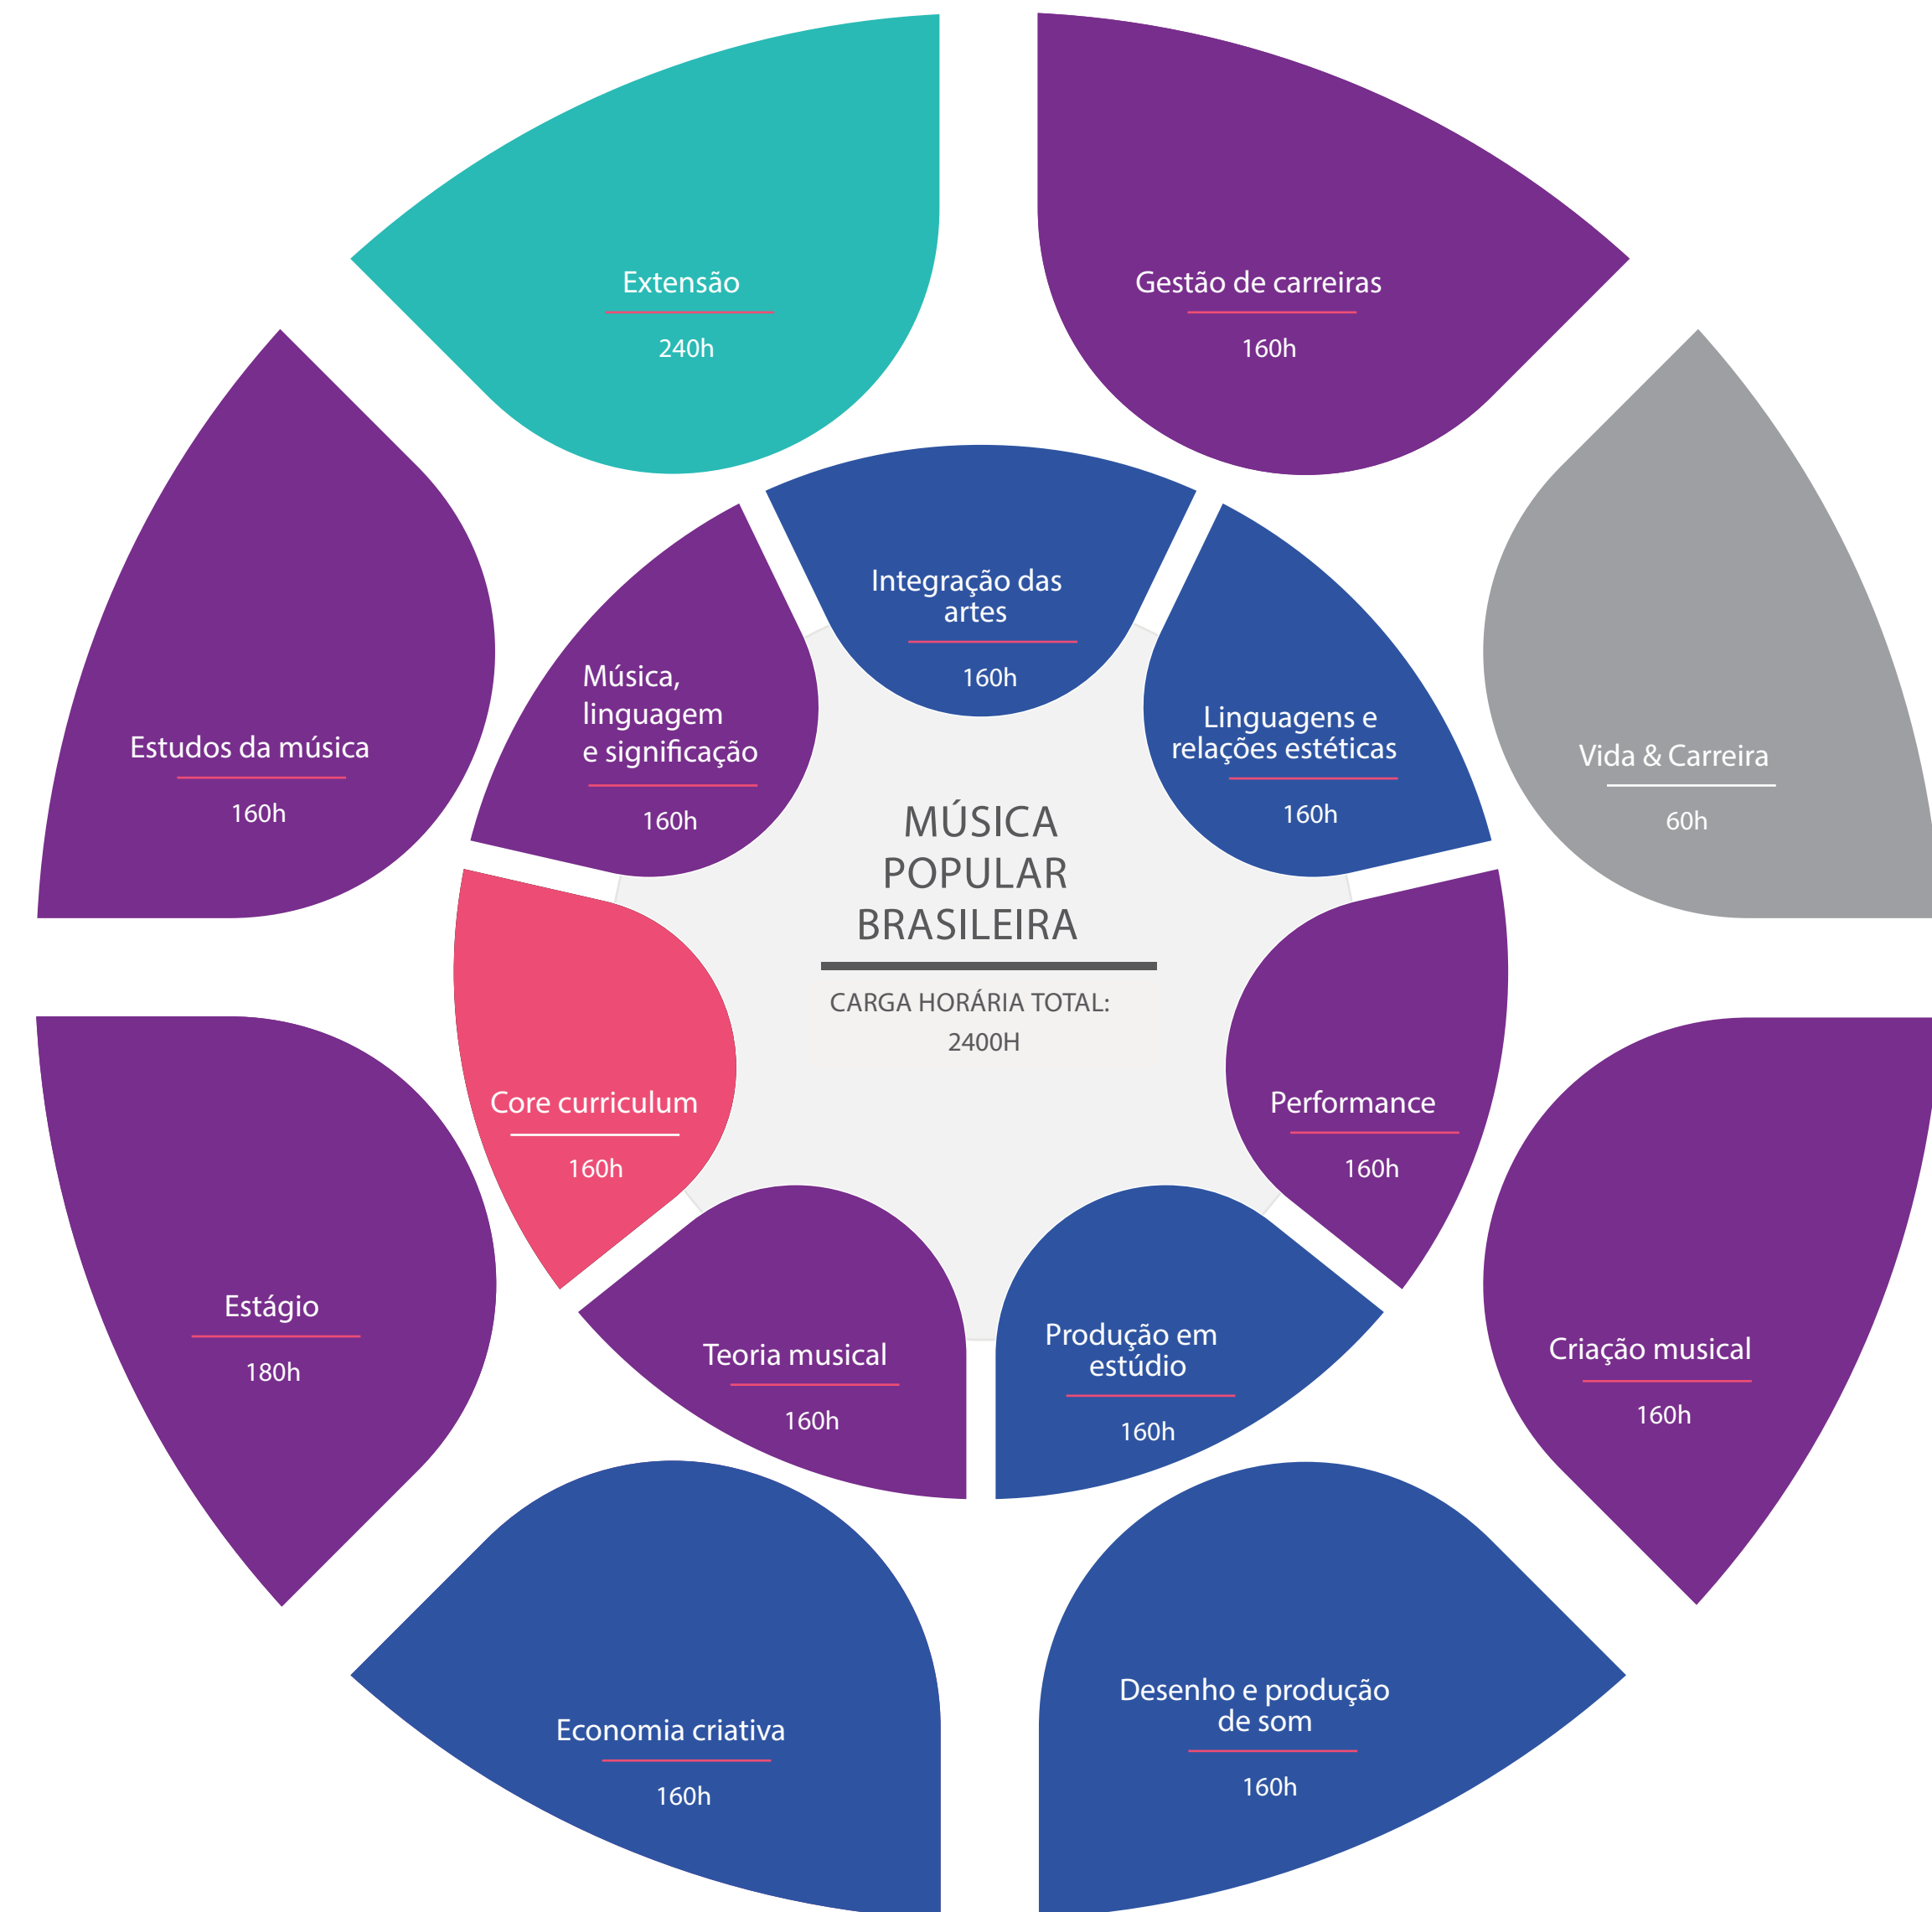 Extensão
240h
Gestão de carreiras
160h
Integração das
artes
160h
Música,
linguagem
e significação
160h
Linguagens e
relações estéticas
160h
Estudos da música
160h
Vida & Carreira
60h
MÚSICA
POPULAR
BRASILEIRA
CARGA HORÁRIA TOTAL:
2400H
Core curriculum
160h
Performance
160h
Estágio
180h
Teoria musical
160h
Produção em
estúdio
160h
Criação musical
160h
Economia criativa
160h
Desenho e produção
de som
160h